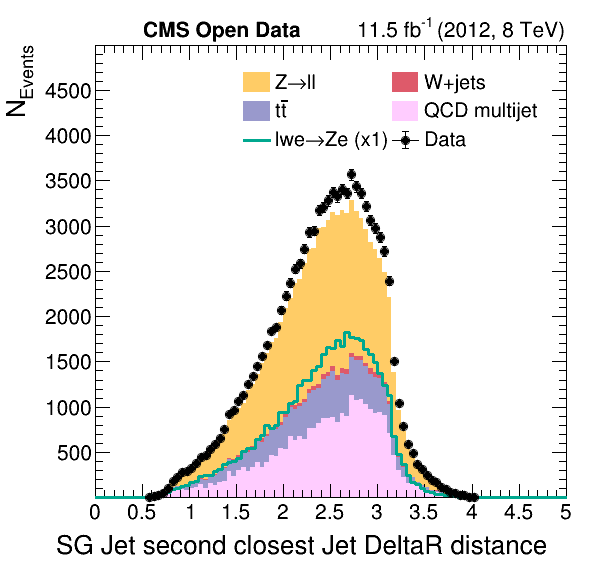 CMS Open Data 11.5 fb⁻¹ (2012, 8 TeV)
N_Events
Z→ll W+jets
tt̄ QCD multijet
lwe→Ze (x1) Data
4500
4000
3500
3000
2500
2000
1500
1000
500
0 0.5 1 1.5 2 2.5 3 3.5 4 4.5 5
SG Jet second closest Jet DeltaR distance